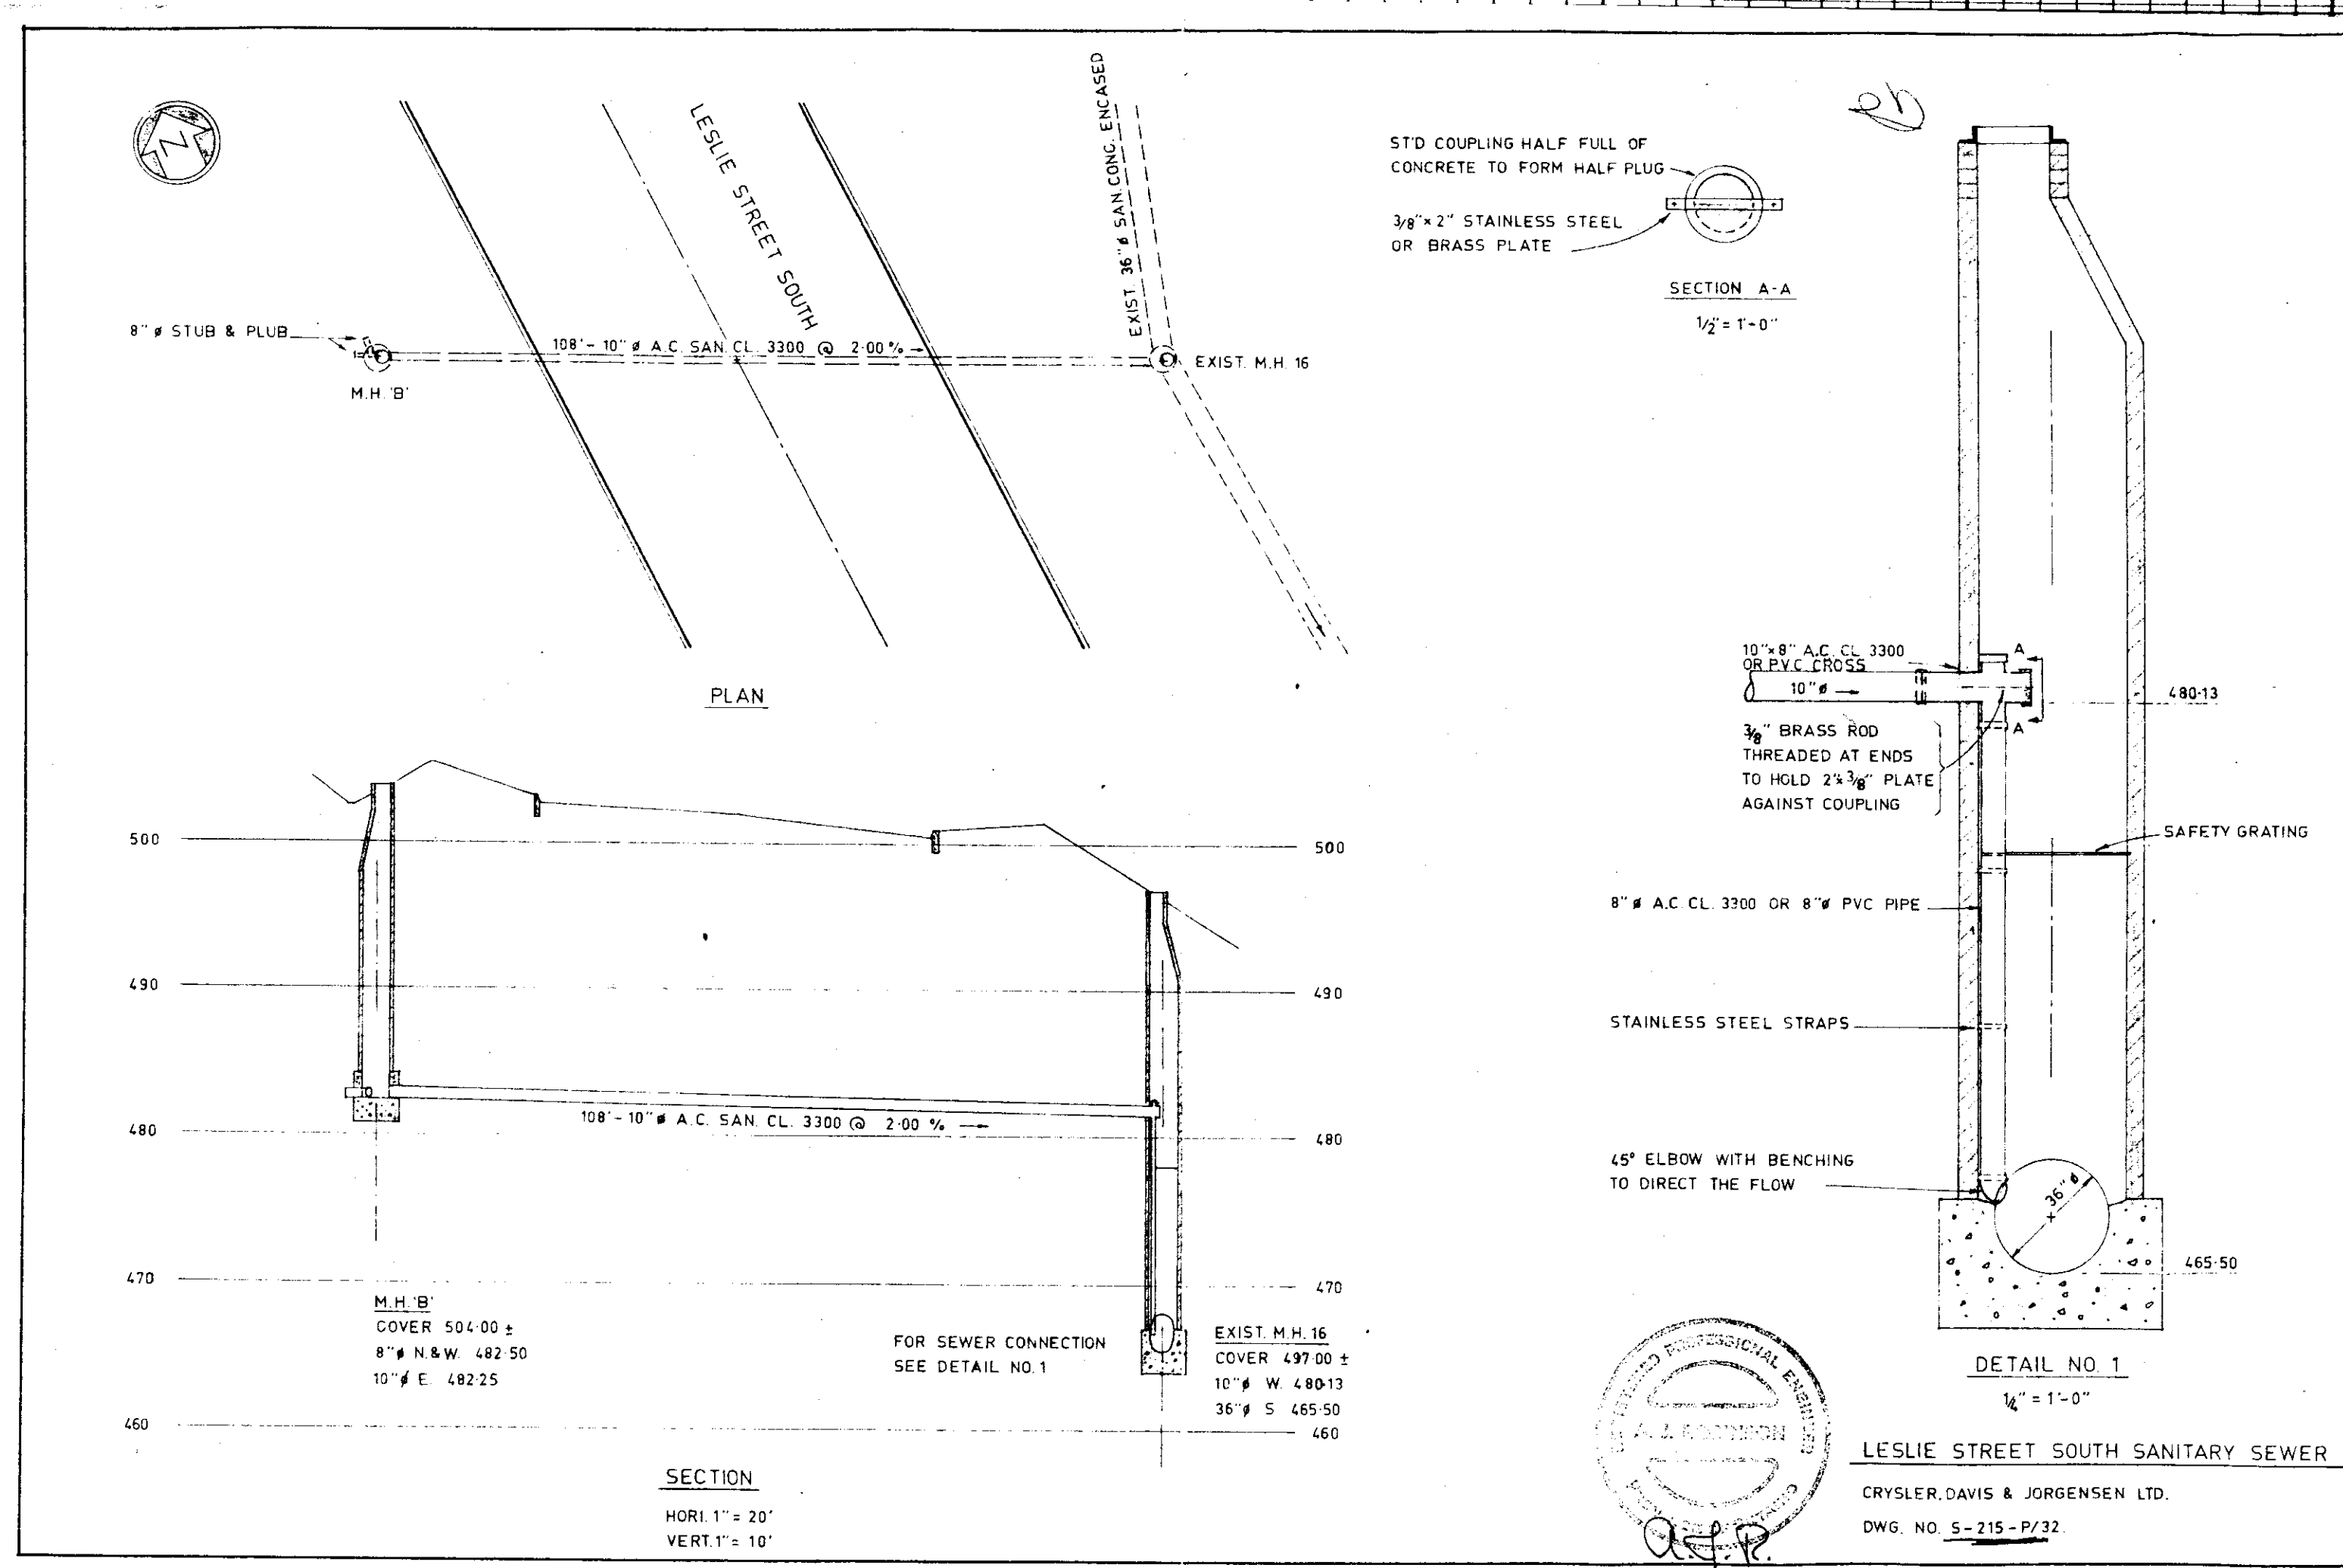 N
LESLIE STREET SOUTH
EXIST. 36"ø SAN. CONC. ENCASED
8"ø STUB & PLUB
108'-10"ø A.C. SAN. CL. 3300 @ 2·00 %
EXIST. M.H. 16
M.H. 'B'
PLAN
ST'D COUPLING HALF FULL OF
CONCRETE TO FORM HALF PLUG
3/8"x 2" STAINLESS STEEL
OR BRASS PLATE
SECTION A-A
1/2" = 1'-0"
10"x 8" A.C. CL 3300
OR P.V.C. CROSS
10"ø
A
A
480·13
3/8" BRASS ROD
THREADED AT ENDS
TO HOLD 2"x 3/8" PLATE
AGAINST COUPLING
SAFETY GRATING
8"ø A.C. CL. 3300 OR 8"ø PVC PIPE
STAINLESS STEEL STRAPS
45° ELBOW WITH BENCHING
TO DIRECT THE FLOW
36"ø
465·50
DETAIL NO. 1
1/4" = 1'-0"
500
500
490
490
108'-10"ø A.C. SAN. CL. 3300 @ 2·00 %
480
480
470
470
M.H. 'B'
COVER 504·00 ±
8"ø N.&W. 482·50
10"ø E. 482·25
FOR SEWER CONNECTION
SEE DETAIL NO. 1
EXIST. M.H. 16
COVER 497·00 ±
10"ø W. 480·13
36"ø S 465·50
460
460
SECTION
HORI. 1" = 20'
VERT. 1" = 10'
PROFESSIONAL ENGINEER
A. J. ROBINSON
A.J.R.
LESLIE STREET SOUTH SANITARY SEWER
CRYSLER, DAVIS & JORGENSEN LTD.
DWG. NO. S-215-P/32.